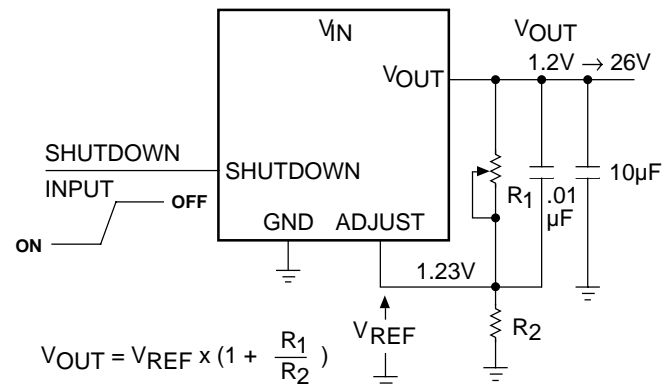 VIN
VOUT
1.2V → 26V
VOUT
SHUTDOWN
INPUT
SHUTDOWN
R1
.01
µF
10µF
OFF
ON
GND
ADJUST
1.23V
VREF
R2
VOUT = VREF x (1 + R1/R2 )